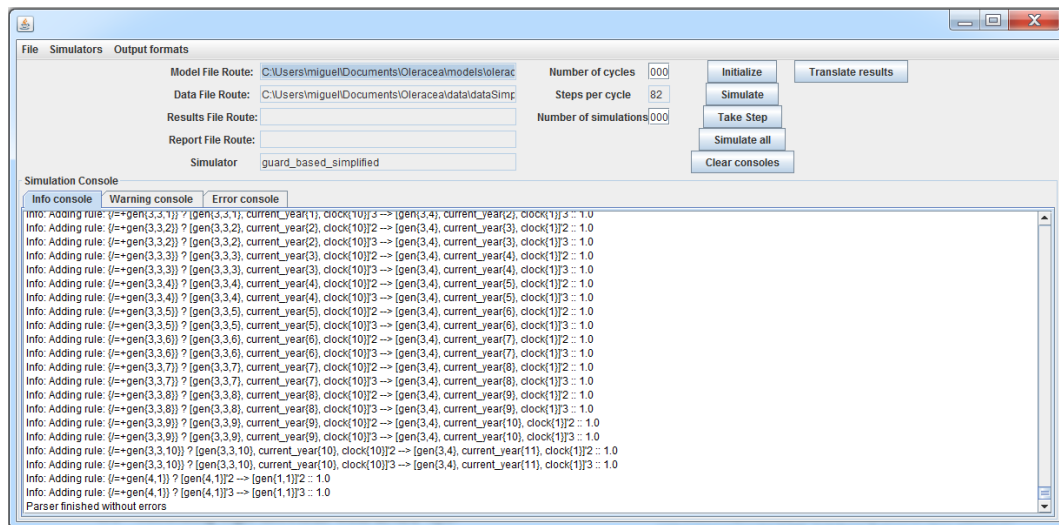 File Simulators Output formats
Model File Route: C:\Users\miguel\Documents\Oleracea\models\olerac Number of cycles 000 Initialize Translate results
Data File Route: C:\Users\miguel\Documents\Oleracea\data\dataSimp Steps per cycle 82 Simulate
Results File Route: Number of simulations 000 Take Step
Report File Route: Simulate all
Simulator guard_based_simplified Clear consoles
Simulation Console
Info console Warning console Error console
Info: Adding rule: {/=+gen{3,3,1}} ? [gen{3,3,1}, current_year{1}, clock{10}]'3 --> [gen{3,4}, current_year{2}, clock{1}]'3 :: 1.0
Info: Adding rule: {/=+gen{3,3,2}} ? [gen{3,3,2}, current_year{2}, clock{10}]'2 --> [gen{3,4}, current_year{3}, clock{1}]'2 :: 1.0
Info: Adding rule: {/=+gen{3,3,2}} ? [gen{3,3,2}, current_year{2}, clock{10}]'3 --> [gen{3,4}, current_year{3}, clock{1}]'3 :: 1.0
Info: Adding rule: {/=+gen{3,3,3}} ? [gen{3,3,3}, current_year{3}, clock{10}]'2 --> [gen{3,4}, current_year{4}, clock{1}]'2 :: 1.0
Info: Adding rule: {/=+gen{3,3,3}} ? [gen{3,3,3}, current_year{3}, clock{10}]'3 --> [gen{3,4}, current_year{4}, clock{1}]'3 :: 1.0
Info: Adding rule: {/=+gen{3,3,4}} ? [gen{3,3,4}, current_year{4}, clock{10}]'2 --> [gen{3,4}, current_year{5}, clock{1}]'2 :: 1.0
Info: Adding rule: {/=+gen{3,3,4}} ? [gen{3,3,4}, current_year{4}, clock{10}]'3 --> [gen{3,4}, current_year{5}, clock{1}]'3 :: 1.0
Info: Adding rule: {/=+gen{3,3,5}} ? [gen{3,3,5}, current_year{5}, clock{10}]'2 --> [gen{3,4}, current_year{6}, clock{1}]'2 :: 1.0
Info: Adding rule: {/=+gen{3,3,5}} ? [gen{3,3,5}, current_year{5}, clock{10}]'3 --> [gen{3,4}, current_year{6}, clock{1}]'3 :: 1.0
Info: Adding rule: {/=+gen{3,3,6}} ? [gen{3,3,6}, current_year{6}, clock{10}]'2 --> [gen{3,4}, current_year{7}, clock{1}]'2 :: 1.0
Info: Adding rule: {/=+gen{3,3,6}} ? [gen{3,3,6}, current_year{6}, clock{10}]'3 --> [gen{3,4}, current_year{7}, clock{1}]'3 :: 1.0
Info: Adding rule: {/=+gen{3,3,7}} ? [gen{3,3,7}, current_year{7}, clock{10}]'2 --> [gen{3,4}, current_year{8}, clock{1}]'2 :: 1.0
Info: Adding rule: {/=+gen{3,3,7}} ? [gen{3,3,7}, current_year{7}, clock{10}]'3 --> [gen{3,4}, current_year{8}, clock{1}]'3 :: 1.0
Info: Adding rule: {/=+gen{3,3,8}} ? [gen{3,3,8}, current_year{8}, clock{10}]'2 --> [gen{3,4}, current_year{9}, clock{1}]'2 :: 1.0
Info: Adding rule: {/=+gen{3,3,8}} ? [gen{3,3,8}, current_year{8}, clock{10}]'3 --> [gen{3,4}, current_year{9}, clock{1}]'3 :: 1.0
Info: Adding rule: {/=+gen{3,3,9}} ? [gen{3,3,9}, current_year{9}, clock{10}]'2 --> [gen{3,4}, current_year{10}, clock{1}]'2 :: 1.0
Info: Adding rule: {/=+gen{3,3,9}} ? [gen{3,3,9}, current_year{9}, clock{10}]'3 --> [gen{3,4}, current_year{10}, clock{1}]'3 :: 1.0
Info: Adding rule: {/=+gen{3,3,10}} ? [gen{3,3,10}, current_year{10}, clock{10}]'2 --> [gen{3,4}, current_year{11}, clock{1}]'2 :: 1.0
Info: Adding rule: {/=+gen{3,3,10}} ? [gen{3,3,10}, current_year{10}, clock{10}]'3 --> [gen{3,4}, current_year{11}, clock{1}]'3 :: 1.0
Info: Adding rule: {/=+gen{4,1}} ? [gen{4,1}]'2 --> [gen{1,1}]'2 :: 1.0
Info: Adding rule: {/=+gen{4,1}} ? [gen{4,1}]'3 --> [gen{1,1}]'3 :: 1.0
Parser finished without errors